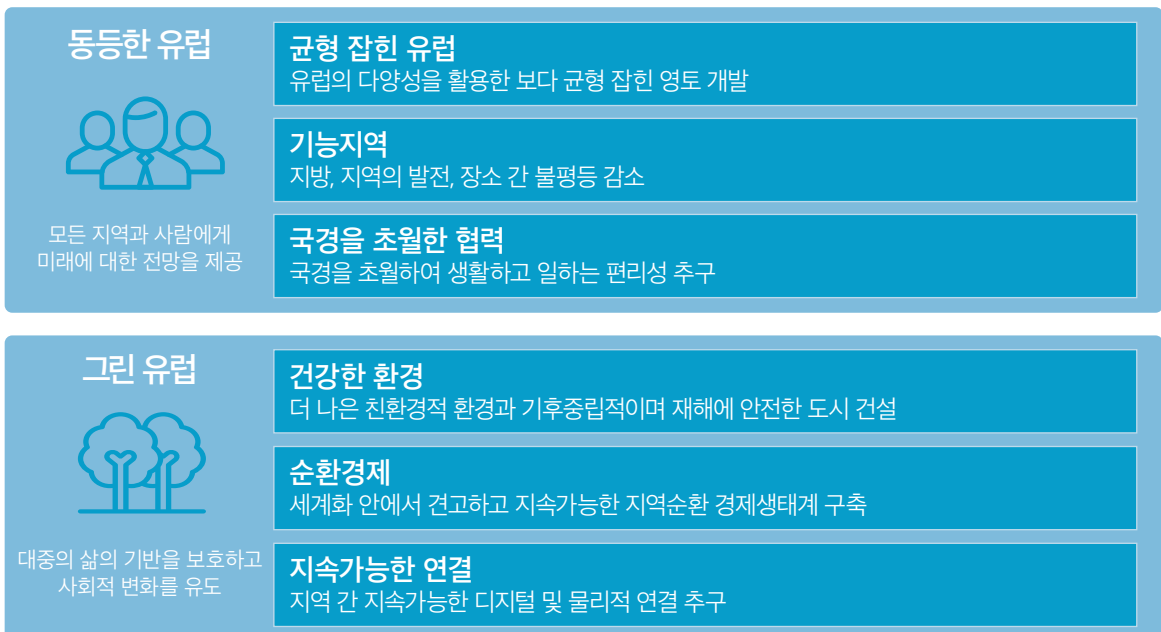 동등한 유럽
모든 지역과 사람에게
미래에 대한 전망을 제공
균형 잡힌 유럽
유럽의 다양성을 활용한 보다 균형 잡힌 영토 개발
기능지역
지방, 지역의 발전, 장소 간 불평등 감소
국경을 초월한 협력
국경을 초월하여 생활하고 일하는 편리성 추구
그린 유럽
대중의 삶의 기반을 보호하고
사회적 변화를 유도
건강한 환경
더 나은 친환경적 환경과 기후중립적이며 재해에 안전한 도시 건설
순환경제
세계화 안에서 견고하고 지속가능한 지역순환 경제생태계 구축
지속가능한 연결
지역 간 지속가능한 디지털 및 물리적 연결 추구